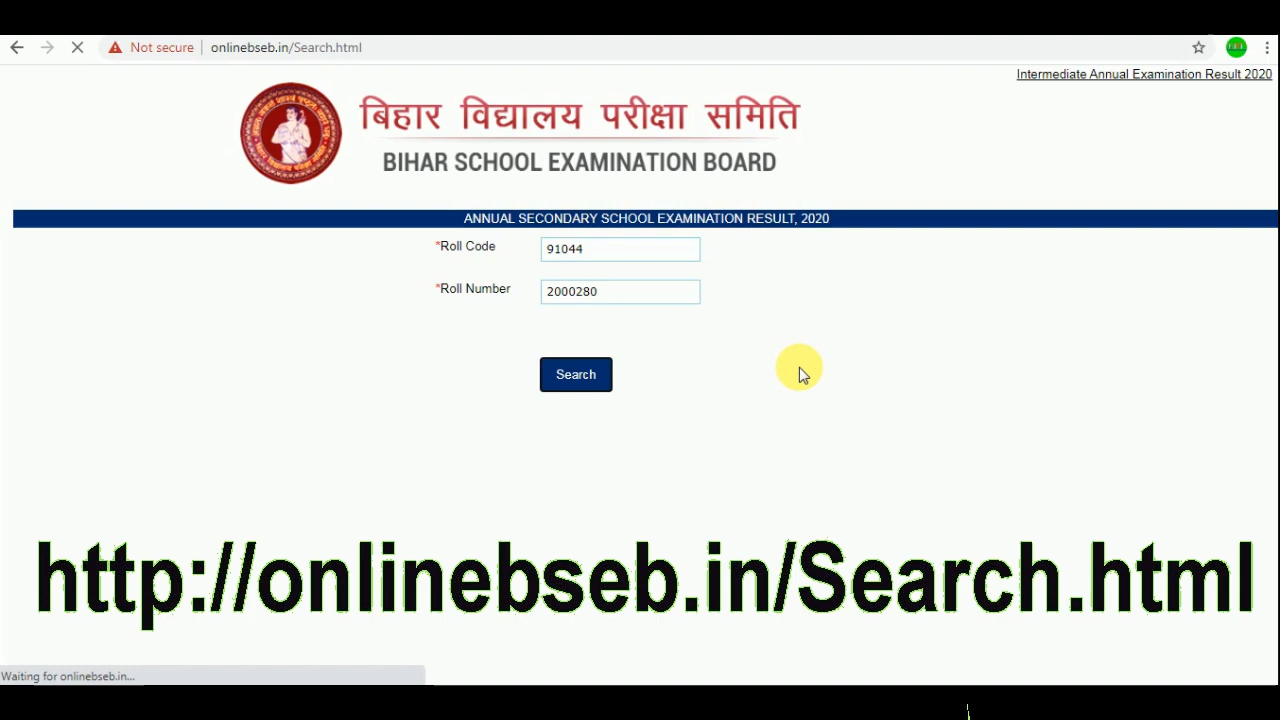 Not secure | onlinebseb.in/Search.html
Intermediate Annual Examination Result 2020
बिहार विद्यालय परीक्षा समिति
BIHAR SCHOOL EXAMINATION BOARD
ANNUAL SECONDARY SCHOOL EXAMINATION RESULT, 2020
*Roll Code 91044
*Roll Number 2000280
Search
http://onlinebseb.in/Search.html
Waiting for onlinebseb.in...